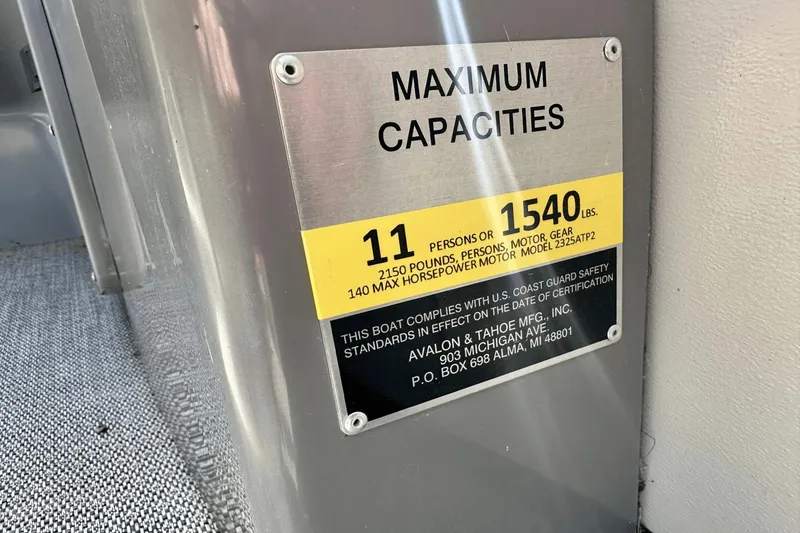 MAXIMUM
CAPACITIES
11 PERSONS OR 1540 LBS.
2150 POUNDS, PERSONS, MOTOR, GEAR
140 MAX HORSEPOWER MOTOR MODEL 2325ATP2
THIS BOAT COMPLIES WITH U.S. COAST GUARD SAFETY
STANDARDS IN EFFECT ON THE DATE OF CERTIFICATION
AVALON & TAHOE MFG., INC.
903 MICHIGAN AVE.
P.O. BOX 698 ALMA, MI 48801